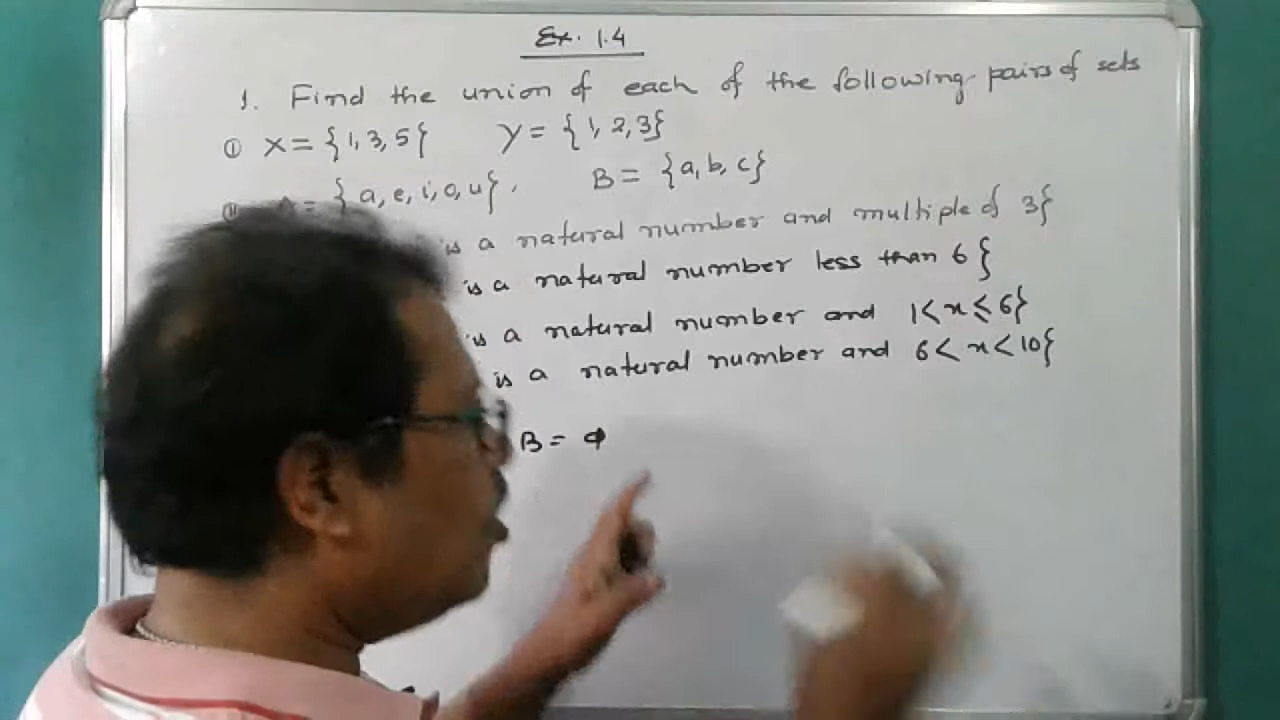 Ex. 1.4
1. Find the union of each of the following pairs of sets
① X = {1, 3, 5} Y = {1, 2, 3}
= {a, e, i, o, u}, B = {a, b, c}
is a natural number and multiple of 3}
is a natural number less than 6}
is a natural number and 1 < x ≤ 6}
is a natural number and 6 < x < 10}
B = φ